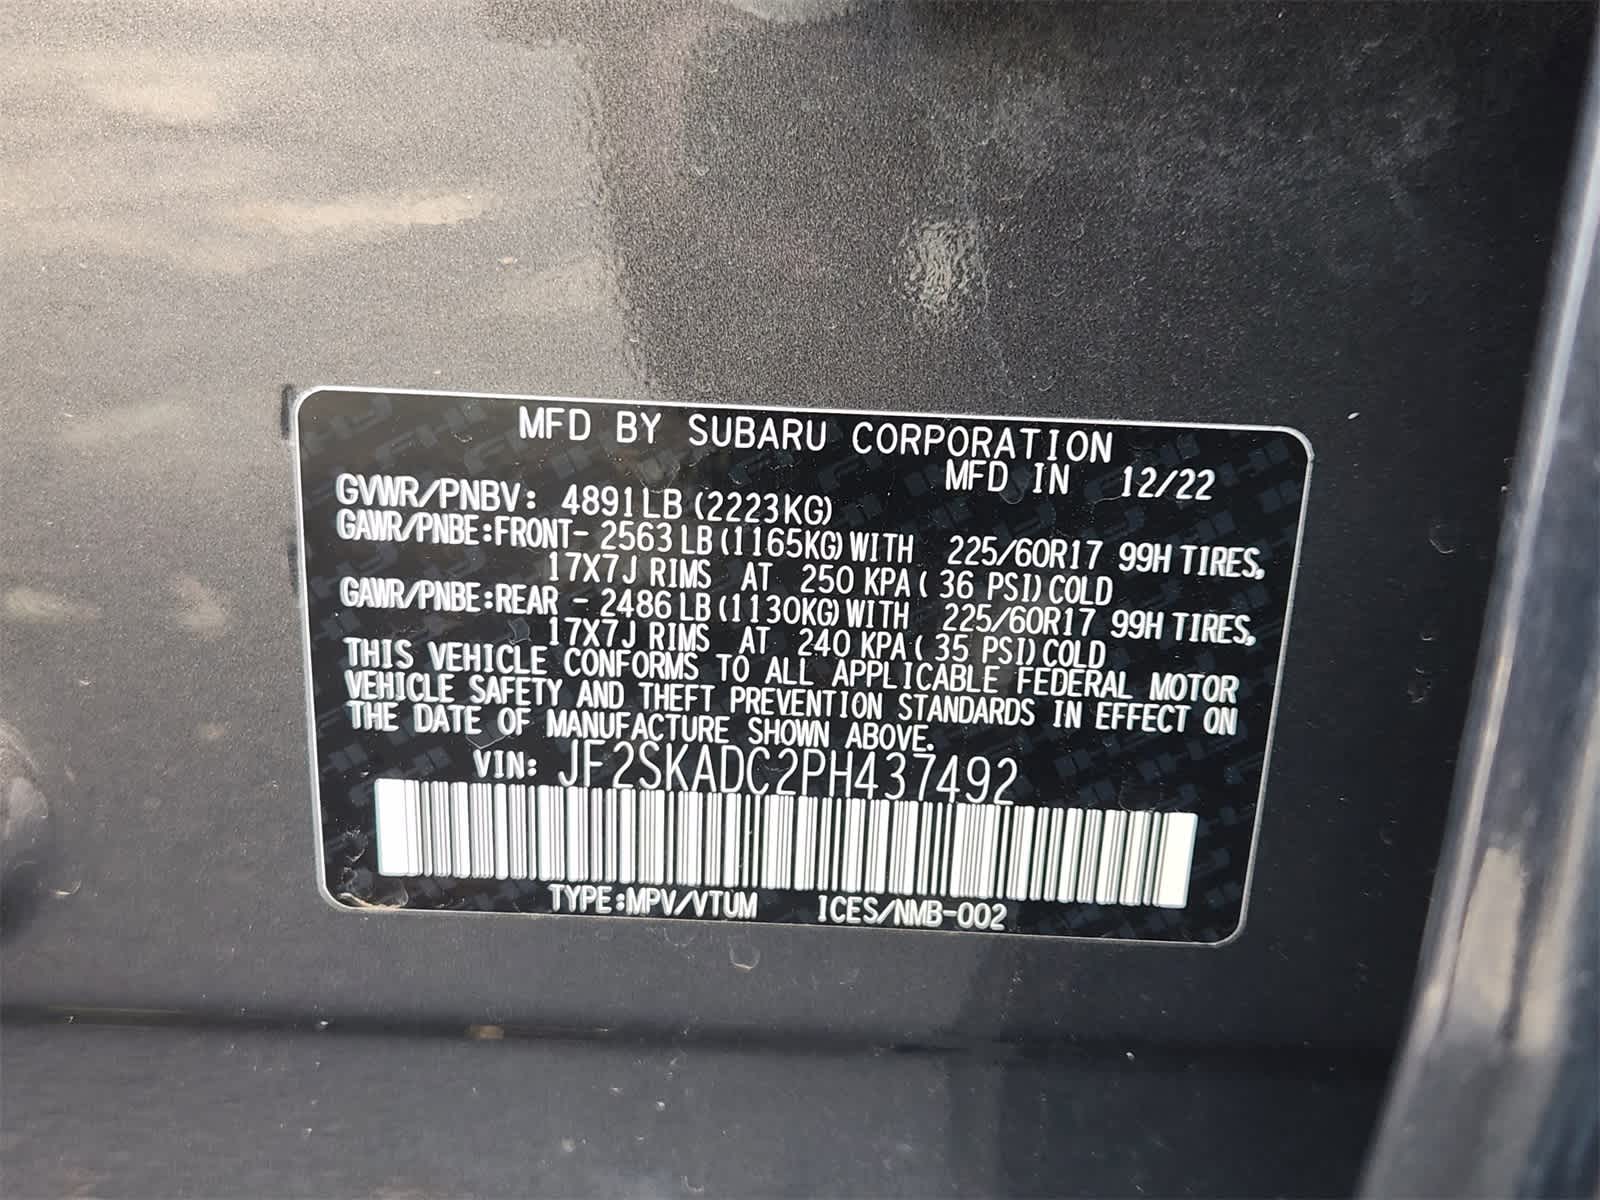 MFD BY SUBARU CORPORATION
MFD IN 12/22
GVWR/PNBV: 4891LB (2223KG)
GAWR/PNBE:FRONT- 2563 LB (1165KG) WITH 225/60R17 99H TIRES,
17X7J RIMS AT 250 KPA ( 36 PSI) COLD
GAWR/PNBE:REAR - 2486 LB (1130KG) WITH 225/60R17 99H TIRES,
17X7J RIMS AT 240 KPA ( 35 PSI) COLD
THIS VEHICLE CONFORMS TO ALL APPLICABLE FEDERAL MOTOR
VEHICLE SAFETY AND THEFT PREVENTION STANDARDS IN EFFECT ON
THE DATE OF MANUFACTURE SHOWN ABOVE.
VIN: JF2SKADC2PH437492
TYPE:MPV/VTUM ICES/NMB-002